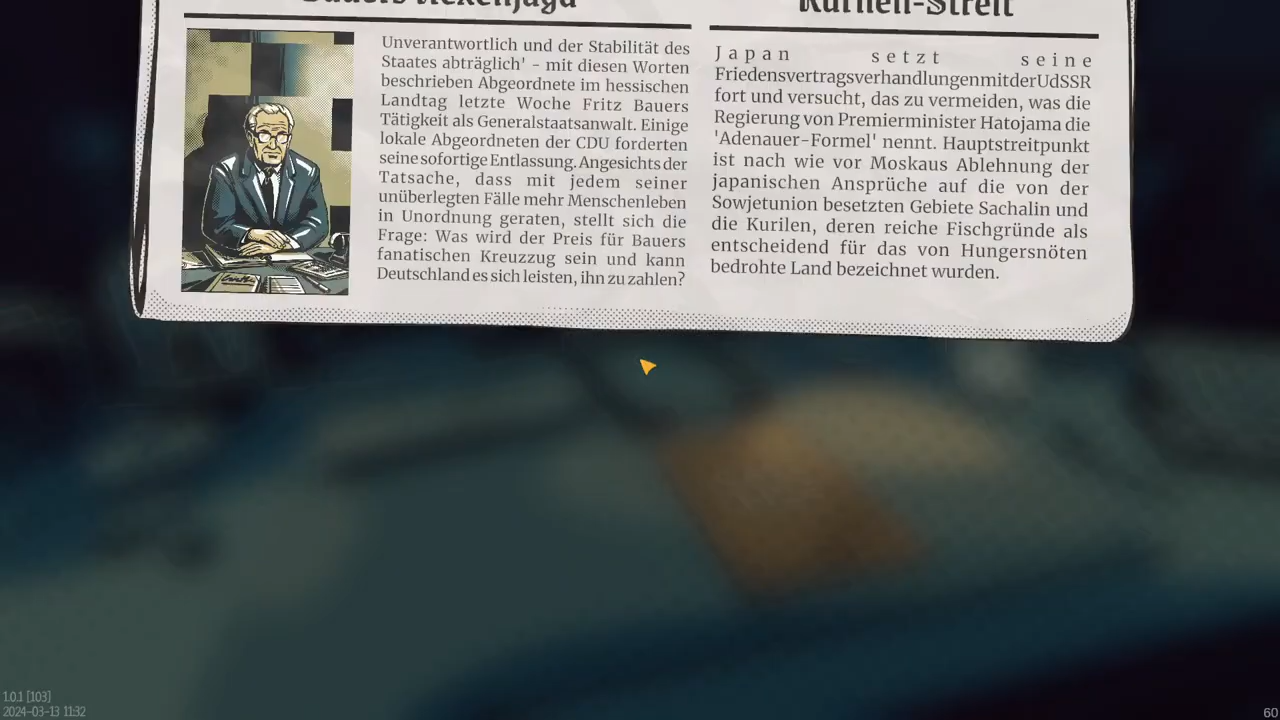 Bauers Hexenjagd
Unverantwortlich und der Stabilität des
Staates abträglich' - mit diesen Worten
beschrieben Abgeordnete im hessischen
Landtag letzte Woche Fritz Bauers
Tätigkeit als Generalstaatsanwalt. Einige
lokale Abgeordneten der CDU forderten
seine sofortige Entlassung. Angesichts der
Tatsache, dass mit jedem seiner
unüberlegten Fälle mehr Menschenleben
in Unordnung geraten, stellt sich die
Frage: Was wird der Preis für Bauers
fanatischen Kreuzzug sein und kann
Deutschland es sich leisten, ihn zu zahlen?
Kurilen-Streit
Japan setzt seine
FriedensvertragsverhandlungenmitderUdSSR
fort und versucht, das zu vermeiden, was die
Regierung von Premierminister Hatojama die
'Adenauer-Formel' nennt. Hauptstreitpunkt
ist nach wie vor Moskaus Ablehnung der
japanischen Ansprüche auf die von der
Sowjetunion besetzten Gebiete Sachalin und
die Kurilen, deren reiche Fischgründe als
entscheidend für das von Hungersnöten
bedrohte Land bezeichnet wurden.
1.0.1 [103]
2024-03-13 11:32
60